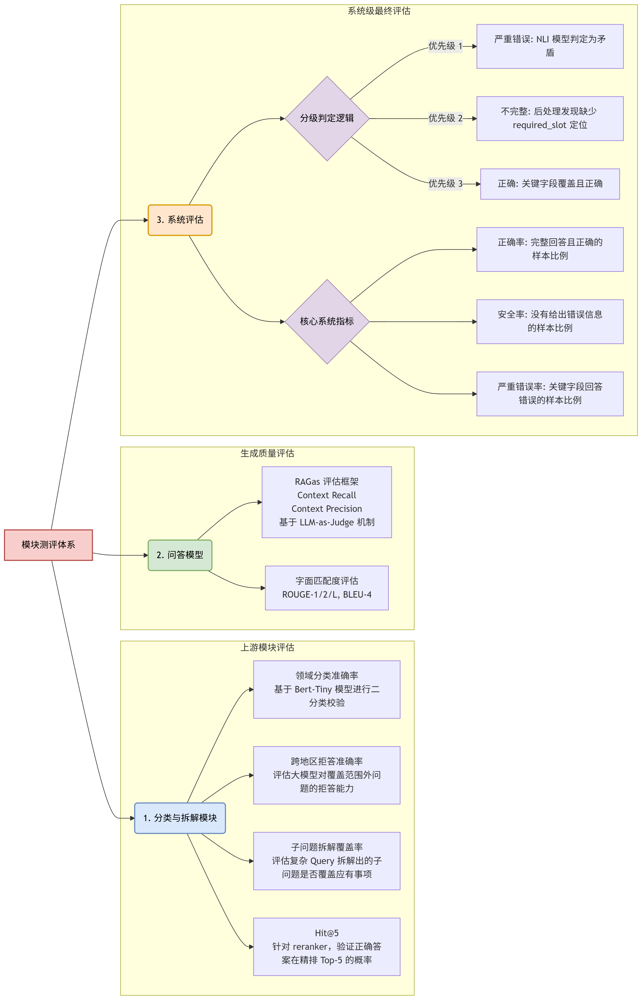 系统级最终评估
优先级 1
严重错误: NLI 模型判定为矛
盾
分级判定逻辑
优先级 2
不完整: 后处理发现缺少
required_slot 定位
优先级 3
正确: 关键字段覆盖且正确
3. 系统评估
正确率: 完整回答且正确的
样本比例
核心系统指标
安全率: 没有给出错误信息
的样本比例
严重错误率: 关键字段回答
错误的样本比例
生成质量评估
RAGas 评估框架
Context Recall
Context Precision
基于 LLM-as-Judge 机制
模块测评体系
2. 问答模型
字面匹配度评估
ROUGE-1/2/L, BLEU-4
上游模块评估
领域分类准确率
基于 Bert-Tiny 模型进行二
分类校验
跨地区拒答准确率
评估大模型对覆盖范围外问
题的拒答能力
1. 分类与拆解模块
子问题拆解覆盖率
评估复杂 Query 拆解出的子
问题是否覆盖应有事项
Hit@5
针对 reranker，验证正确答
案在精排 Top-5 的概率